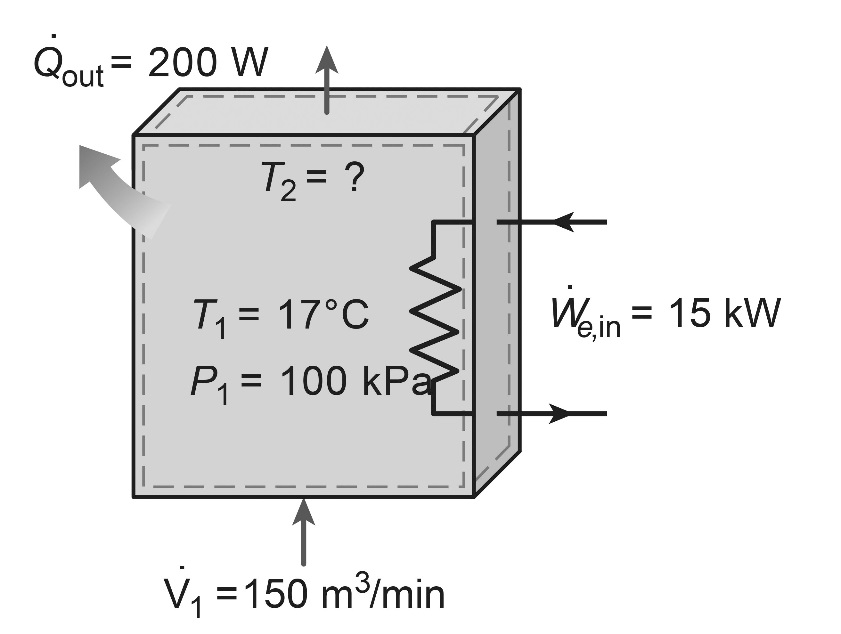 Q̇out = 200 W
T2 = ?
T1 = 17°C
Ẇe,in = 15 kW
P1 = 100 kPa
V̇1 = 150 m³/min